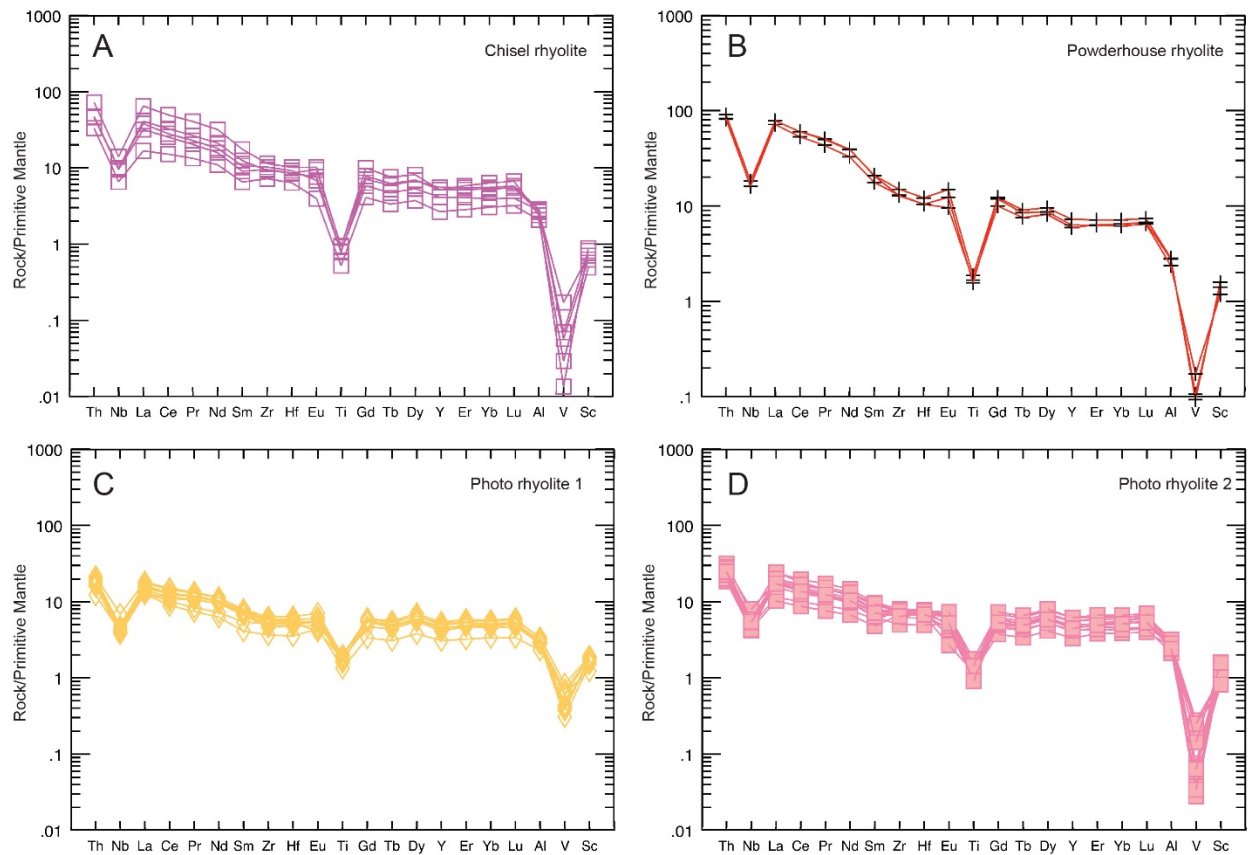 A
Chisel rhyolite
Rock/Primitive Mantle
1000
100
10
1
.1
.01
Th Nb La Ce Pr Nd Sm Zr Hf Eu Ti Gd Tb Dy Y Er Yb Lu Al V Sc
B
Powderhouse rhyolite
Rock/Primitive Mantle
1000
100
10
1
.1
Th Nb La Ce Pr Nd Sm Zr Hf Eu Ti Gd Tb Dy Y Er Yb Lu Al V Sc
C
Photo rhyolite 1
Rock/Primitive Mantle
1000
100
10
1
.1
.01
Th Nb La Ce Pr Nd Sm Zr Hf Eu Ti Gd Tb Dy Y Er Yb Lu Al V Sc
D
Photo rhyolite 2
Rock/Primitive Mantle
1000
100
10
1
.1
.01
Th Nb La Ce Pr Nd Sm Zr Hf Eu Ti Gd Tb Dy Y Er Yb Lu Al V Sc